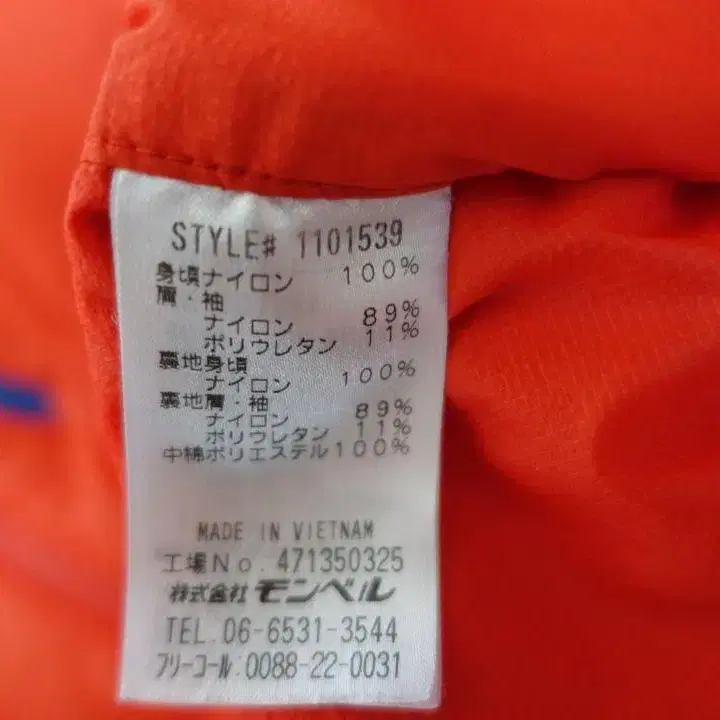 STYLE# 1101539
身頃ナイロン 100%
肩・袖
ナイロン 89%
ポリウレタン 11%
裏地身頃
ナイロン 100%
裏地肩・袖
ナイロン 89%
ポリウレタン 11%
中綿ポリエステル100%
MADE IN VIETNAM
工場No. 471350325
株式会社 モンベル
TEL.06-6531-3544
フリーコール:0088-22-0031